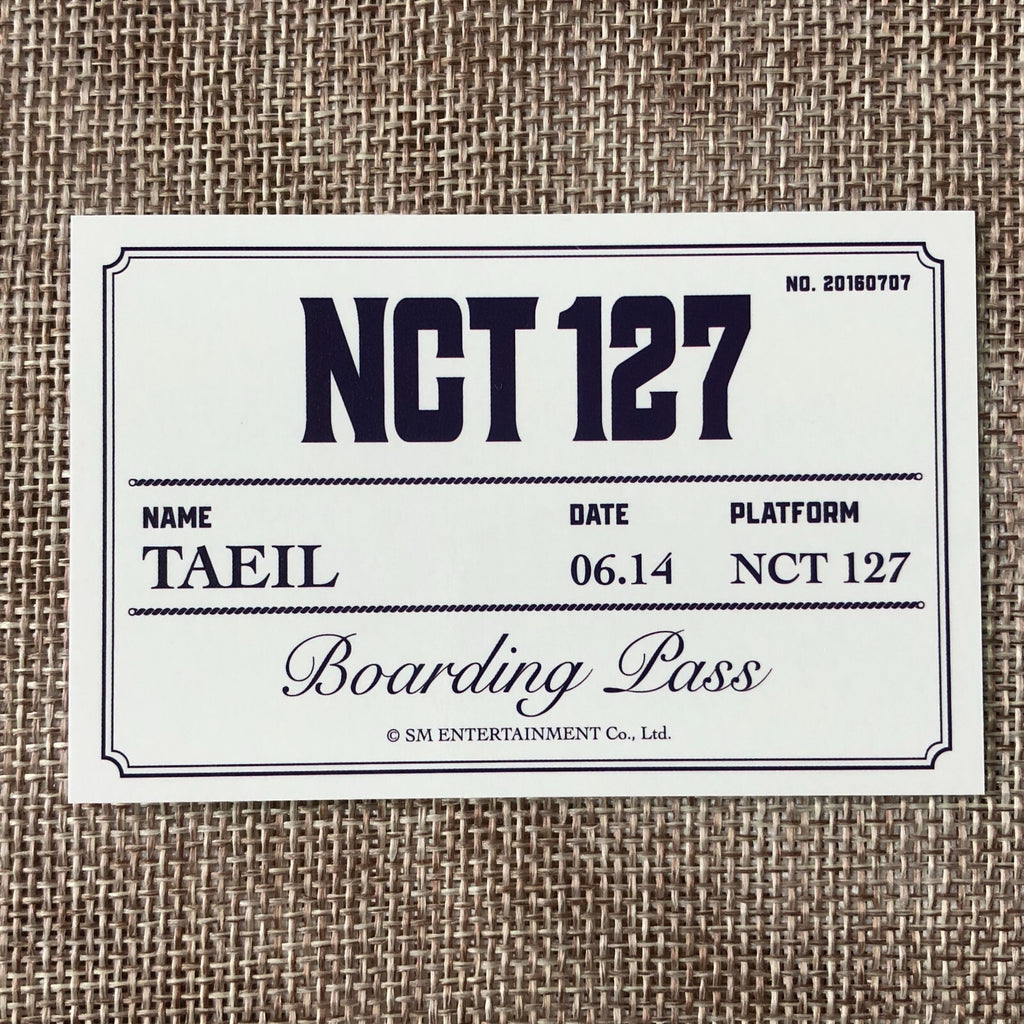 NO. 20160707
NCT 127
NAME DATE PLATFORM
TAEIL 06.14 NCT 127
Boarding Pass
© SM ENTERTAINMENT Co., Ltd.